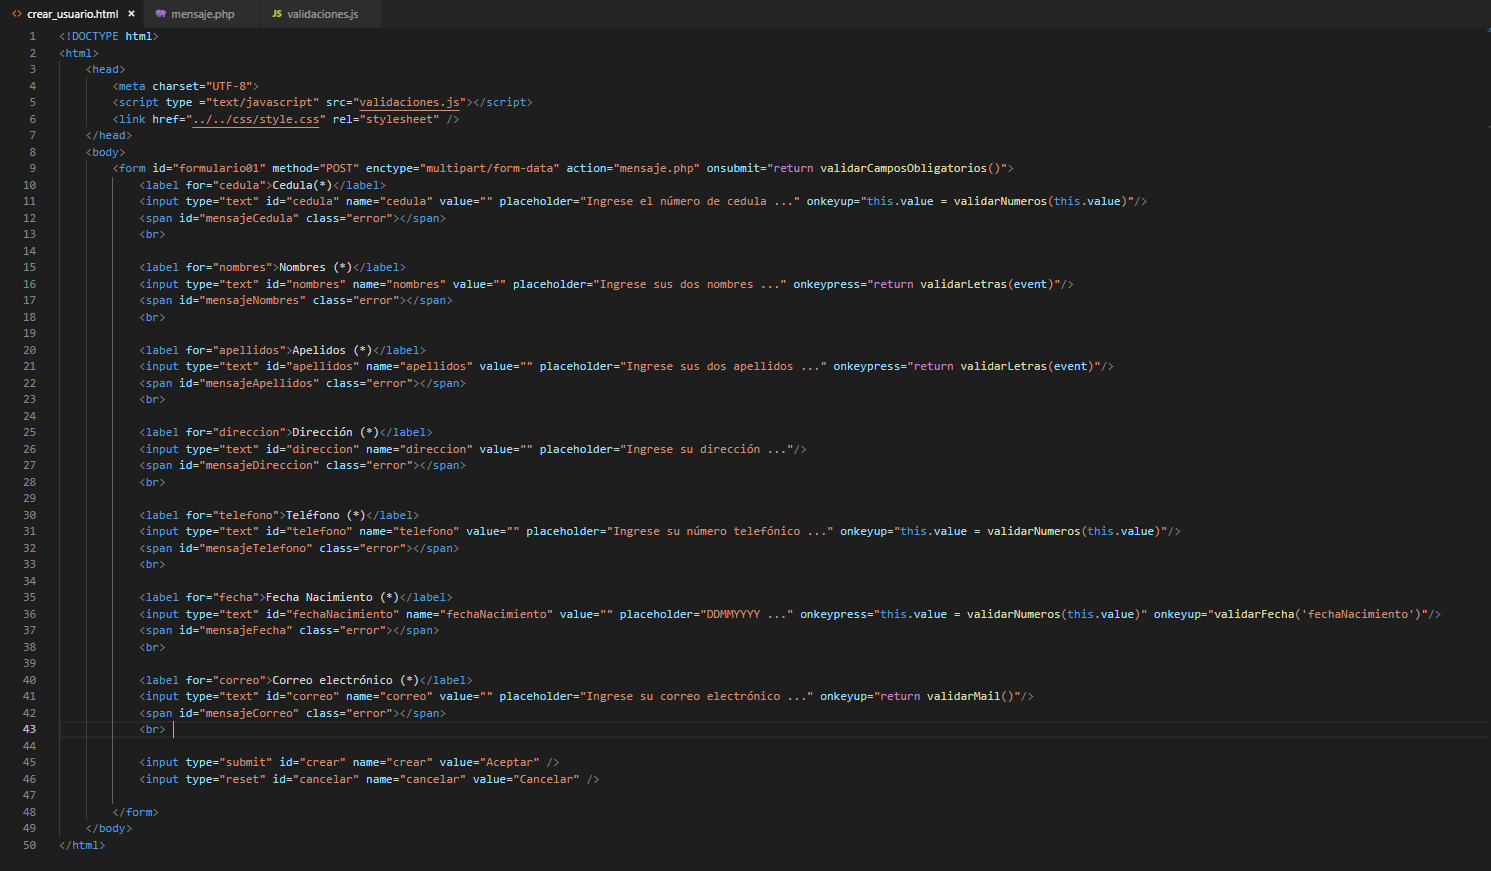 <> crear_usuario.html × mensaje.php JS validaciones.js
1 <!DOCTYPE html>
2 <html>
3 <head>
4 <meta charset="UTF-8">
5 <script type ="text/javascript" src="validaciones.js"></script>
6 <link href="../../css/style.css" rel="stylesheet" />
7 </head>
8 <body>
9 <form id="formulario01" method="POST" enctype="multipart/form-data" action="mensaje.php" onsubmit="return validarCamposObligatorios()">
10 <label for="cedula">Cedula(*)</label>
11 <input type="text" id="cedula" name="cedula" value="" placeholder="Ingrese el número de cedula ..." onkeyup="this.value = validarNumeros(this.value)"/>
12 <span id="mensajeCedula" class="error"></span>
13 <br>
14
15 <label for="nombres">Nombres (*)</label>
16 <input type="text" id="nombres" name="nombres" value="" placeholder="Ingrese sus dos nombres ..." onkeypress="return validarLetras(event)"/>
17 <span id="mensajeNombres" class="error"></span>
18 <br>
19
20 <label for="apellidos">Apelidos (*)</label>
21 <input type="text" id="apellidos" name="apellidos" value="" placeholder="Ingrese sus dos apellidos ..." onkeypress="return validarLetras(event)"/>
22 <span id="mensajeApellidos" class="error"></span>
23 <br>
24
25 <label for="direccion">Dirección (*)</label>
26 <input type="text" id="direccion" name="direccion" value="" placeholder="Ingrese su dirección ..."/>
27 <span id="mensajeDireccion" class="error"></span>
28 <br>
29
30 <label for="telefono">Teléfono (*)</label>
31 <input type="text" id="telefono" name="telefono" value="" placeholder="Ingrese su número telefónico ..." onkeyup="this.value = validarNumeros(this.value)"/>
32 <span id="mensajeTelefono" class="error"></span>
33 <br>
34
35 <label for="fecha">Fecha Nacimiento (*)</label>
36 <input type="text" id="fechaNacimiento" name="fechaNacimiento" value="" placeholder="DDMMYYYY ..." onkeypress="this.value = validarNumeros(this.value)" onkeyup="validarFecha('fechaNacimiento')"/>
37 <span id="mensajeFecha" class="error"></span>
38 <br>
39
40 <label for="correo">Correo electrónico (*)</label>
41 <input type="text" id="correo" name="correo" value="" placeholder="Ingrese su correo electrónico ..." onkeyup="return validarMail()"/>
42 <span id="mensajeCorreo" class="error"></span>
43 <br>
44
45 <input type="submit" id="crear" name="crear" value="Aceptar" />
46 <input type="reset" id="cancelar" name="cancelar" value="Cancelar" />
47
48 </form>
49 </body>
50 </html>